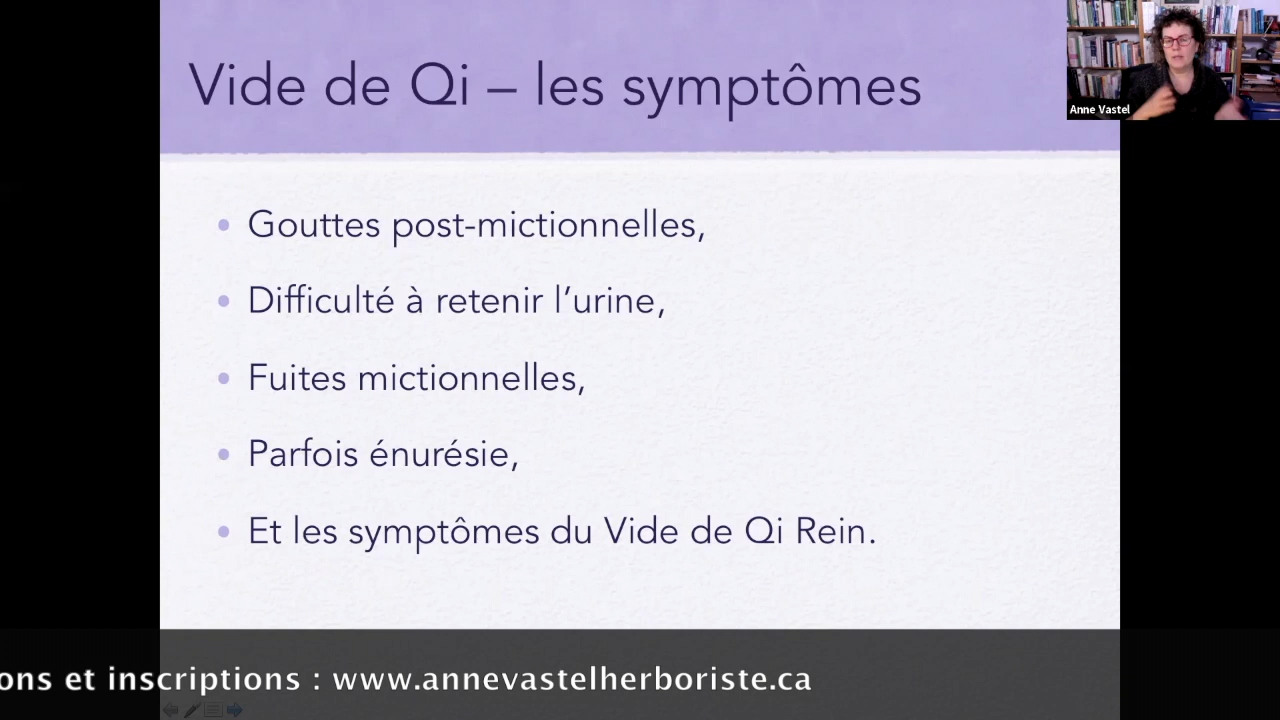 Vide de Qi – les symptômes
Anne Vastel
• Gouttes post-mictionnelles,
• Difficulté à retenir l’urine,
• Fuites mictionnelles,
• Parfois énurésie,
• Et les symptômes du Vide de Qi Rein.
ons et inscriptions : www.annevastelherboriste.ca